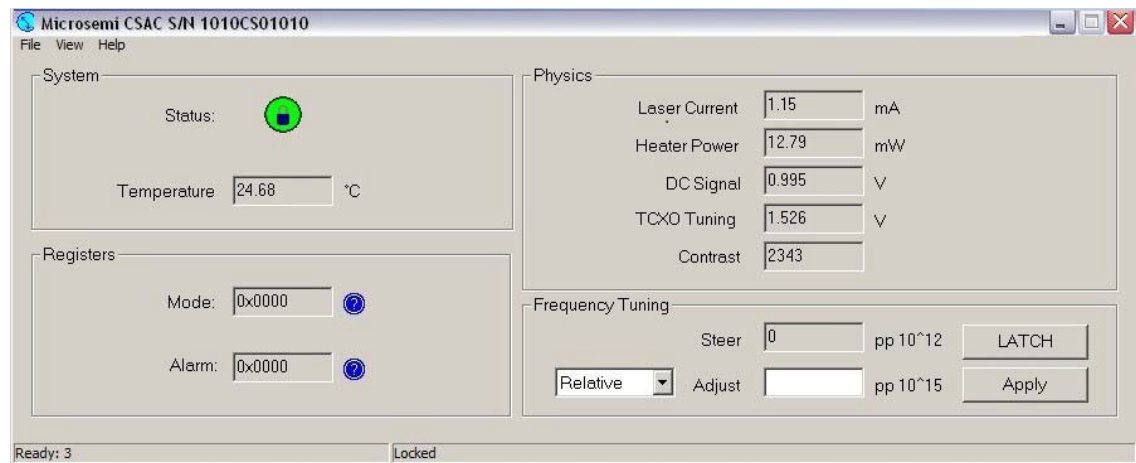 Microsemi CSAC S/N 1010CS01010
File View Help
System
Status:
Temperature 24.68 °C
Registers
Mode: 0x0000 ?
Alarm: 0x0000 ?
Physics
Laser Current 1.15 mA
Heater Power 12.79 mW
DC Signal 0.995 V
TCXO Tuning 1.526 V
Contrast 2343
Frequency Tuning
Steer 0 pp 10^12 LATCH
Relative Adjust pp 10^15 Apply
Ready: 3 Locked